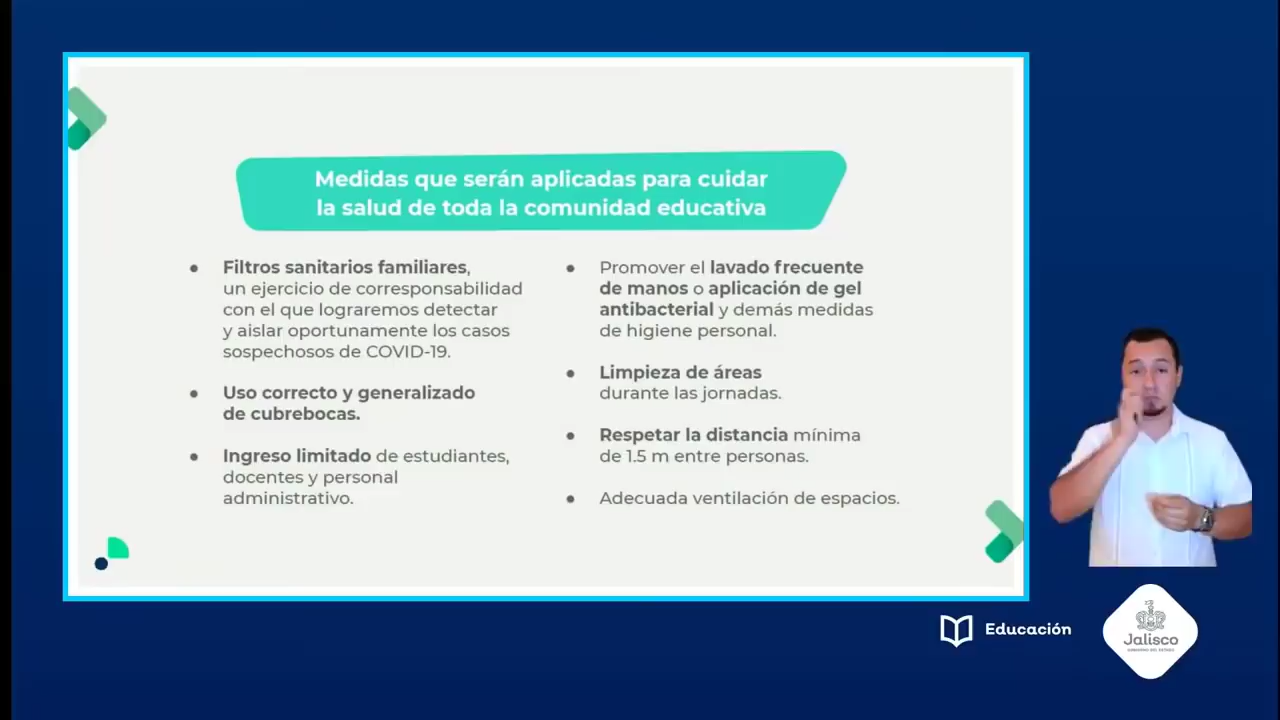 Medidas que serán aplicadas para cuidar
la salud de toda la comunidad educativa
● Filtros sanitarios familiares,
un ejercicio de corresponsabilidad
con el que lograremos detectar
y aislar oportunamente los casos
sospechosos de COVID-19.
● Uso correcto y generalizado
de cubrebocas.
● Ingreso limitado de estudiantes,
docentes y personal
administrativo.
● Promover el lavado frecuente
de manos o aplicación de gel
antibacterial y demás medidas
de higiene personal.
● Limpieza de áreas
durante las jornadas.
● Respetar la distancia mínima
de 1.5 m entre personas.
● Adecuada ventilación de espacios.
Educación
Jalisco
GOBIERNO DEL ESTADO